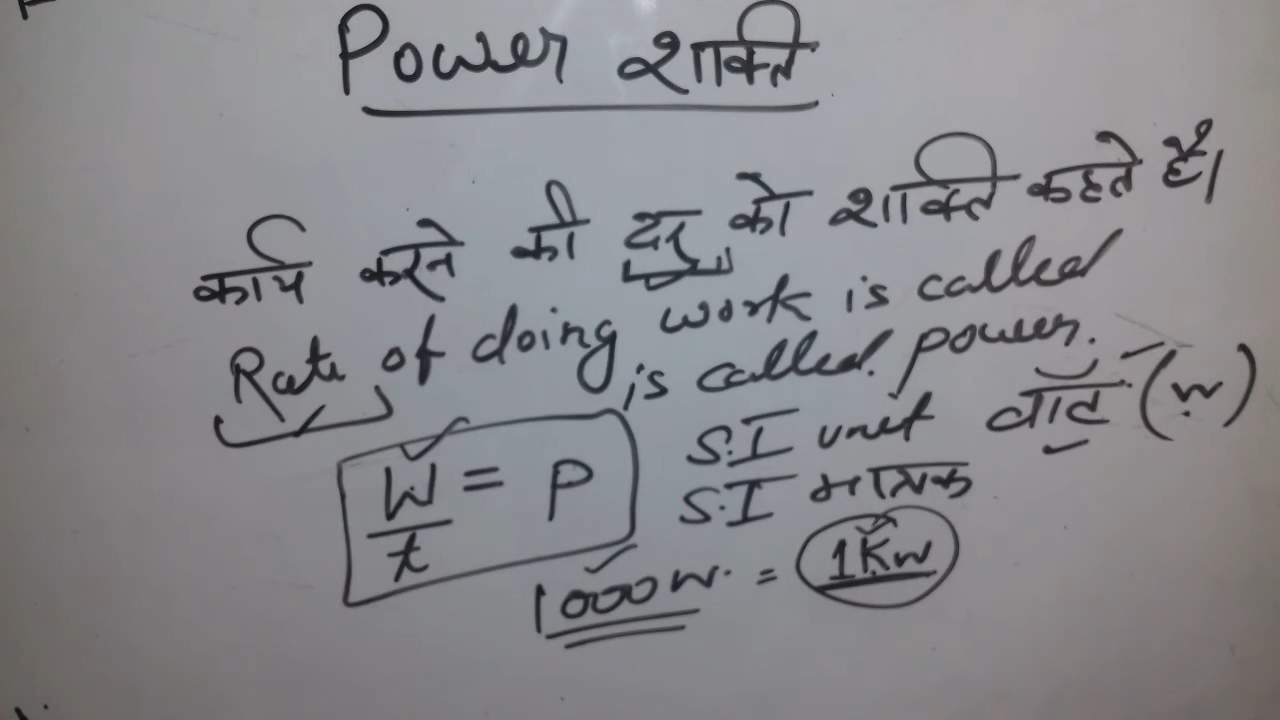 Power शक्ति
कार्य करने की दर को शक्ति कहते हैं।
Rate of doing work is called
is called power.
S.I unit वाट (W)
S.I मात्रक
W/t = P
1000W. = 1KW